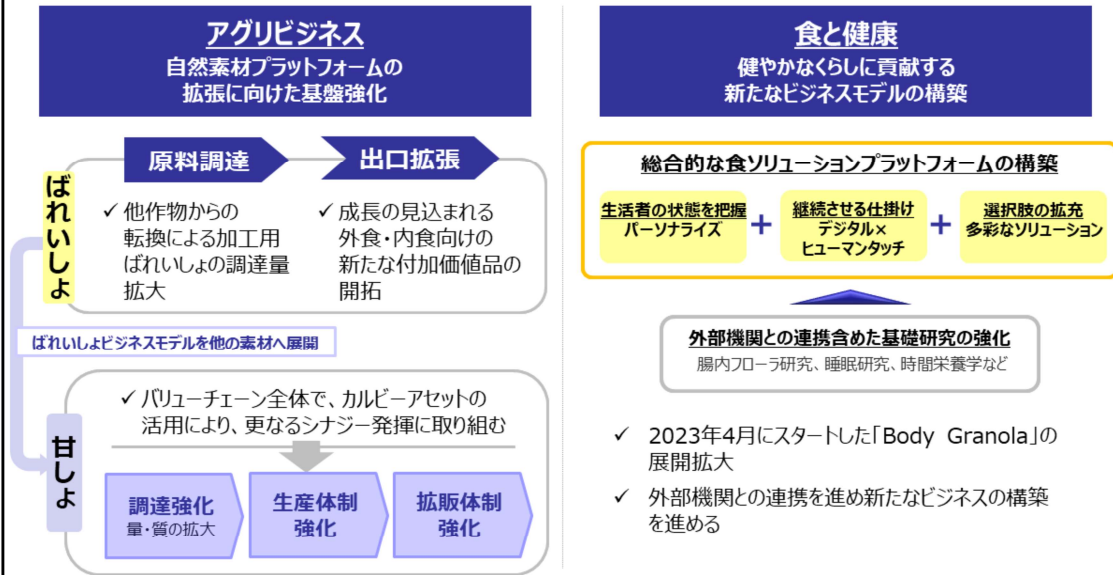 アグリビジネス
自然素材プラットフォームの
拡張に向けた基盤強化
ばれいしょ
原料調達
✓ 他作物からの
転換による加工用
ばれいしょの調達量
拡大
出口拡張
✓ 成長の見込まれる
外食・内食向けの
新たな付加価値品の
開拓
ばれいしょビジネスモデルを他の素材へ展開
甘しょ
✓ バリューチェーン全体で、カルビーアセットの
活用により、更なるシナジー発揮に取り組む
調達強化
量・質の拡大
生産体制
強化
拡販体制
強化
食と健康
健やかなくらしに貢献する
新たなビジネスモデルの構築
総合的な食ソリューションプラットフォームの構築
生活者の状態を把握
パーソナライズ
+
継続させる仕掛け
デジタル×
ヒューマンタッチ
+
選択肢の拡充
多彩なソリューション
外部機関との連携含めた基礎研究の強化
腸内フローラ研究、睡眠研究、時間栄養学など
✓ 2023年4月にスタートした「Body Granola」の
展開拡大
✓ 外部機関との連携を進め新たなビジネスの構築
を進める